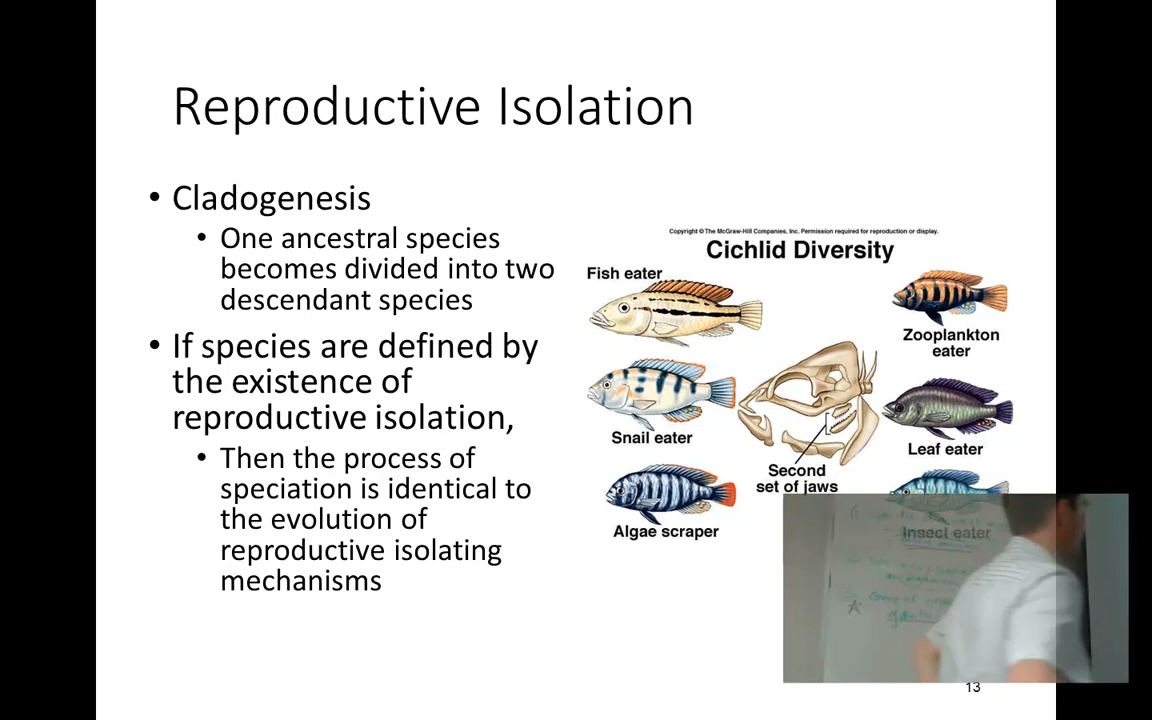 Reproductive Isolation
• Cladogenesis
• One ancestral species
becomes divided into two
descendant species
• If species are defined by
the existence of
reproductive isolation,
• Then the process of
speciation is identical to
the evolution of
reproductive isolating
mechanisms
Copyright © The McGraw-Hill Companies, Inc. Permission required for reproduction or display.
Cichlid Diversity
Fish eater
Zooplankton
eater
Snail eater
Leaf eater
Second
set of jaws
Algae scraper
Insect eater
13